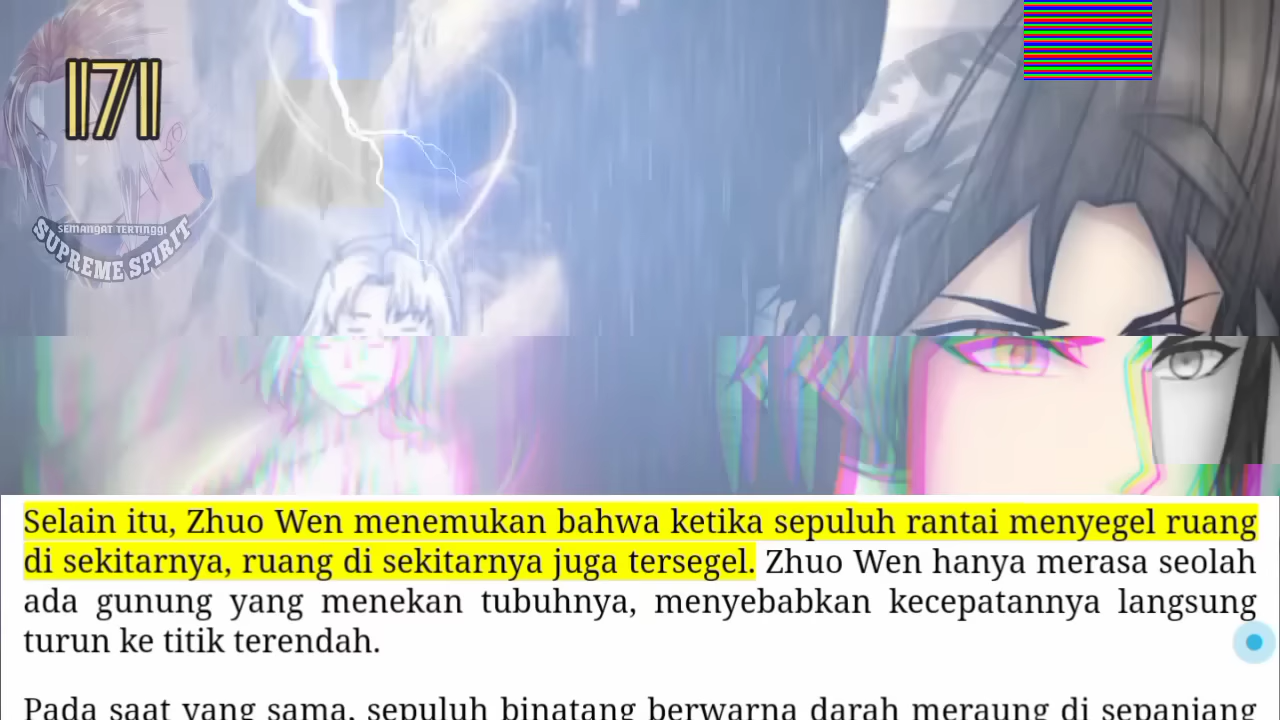 171
SEMANGAT TERTINGGI
SUPREME SPIRIT
Selain itu, Zhuo Wen menemukan bahwa ketika sepuluh rantai menyegel ruang
di sekitarnya, ruang di sekitarnya juga tersegel. Zhuo Wen hanya merasa seolah
ada gunung yang menekan tubuhnya, menyebabkan kecepatannya langsung
turun ke titik terendah.
Pada saat yang sama, sepuluh binatang berwarna darah meraung di sepanjang